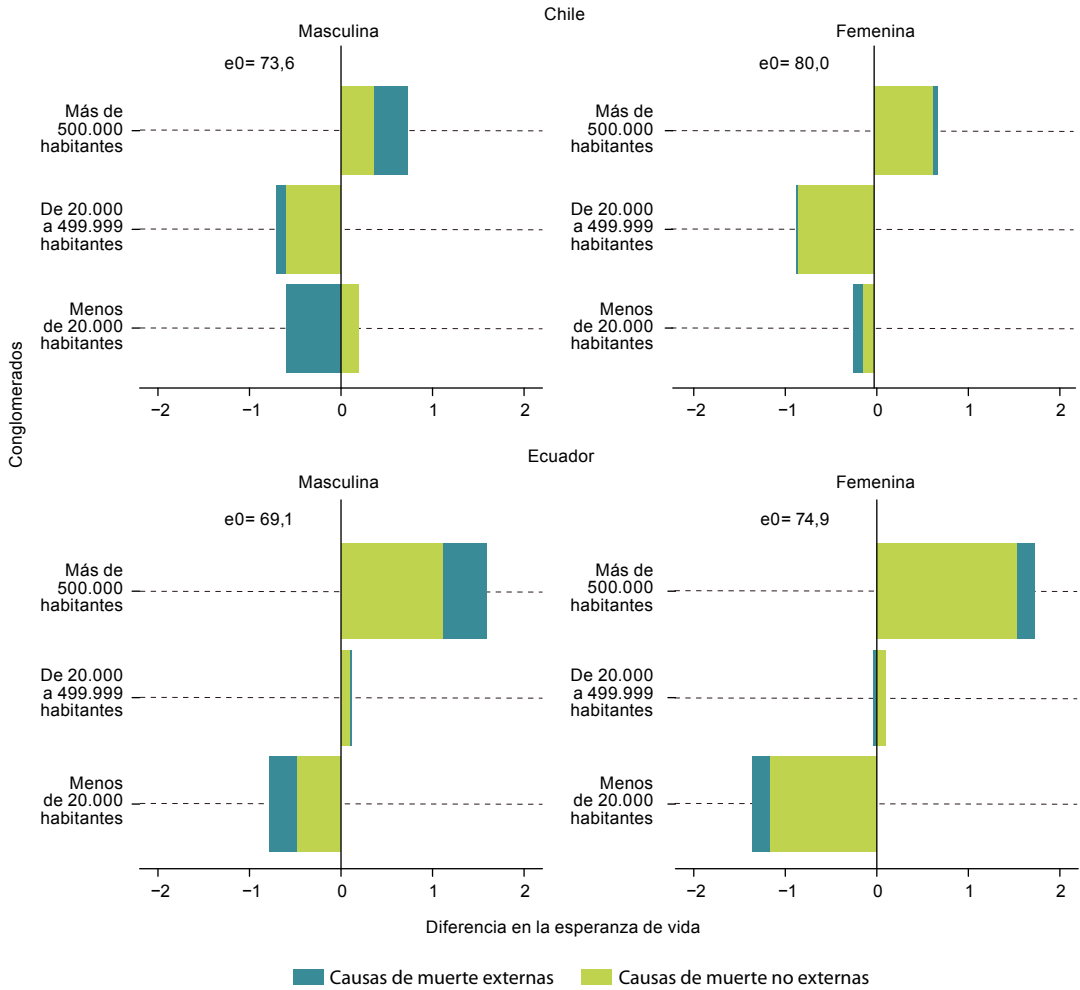 Chile
Masculina
Femenina
e0= 73,6
e0= 80,0
Más de
500.000
habitantes
De 20.000
a 499.999
habitantes
Menos
de 20.000
habitantes
−2 −1 0 1 2
Más de
500.000
habitantes
De 20.000
a 499.999
habitantes
Menos
de 20.000
habitantes
−2 −1 0 1 2
Conglomerados
Ecuador
Masculina
Femenina
e0= 69,1
e0= 74,9
Más de
500.000
habitantes
De 20.000
a 499.999
habitantes
Menos
de 20.000
habitantes
−2 −1 0 1 2
Más de
500.000
habitantes
De 20.000
a 499.999
habitantes
Menos
de 20.000
habitantes
−2 −1 0 1 2
Diferencia en la esperanza de vida
Causas de muerte externas
Causas de muerte no externas